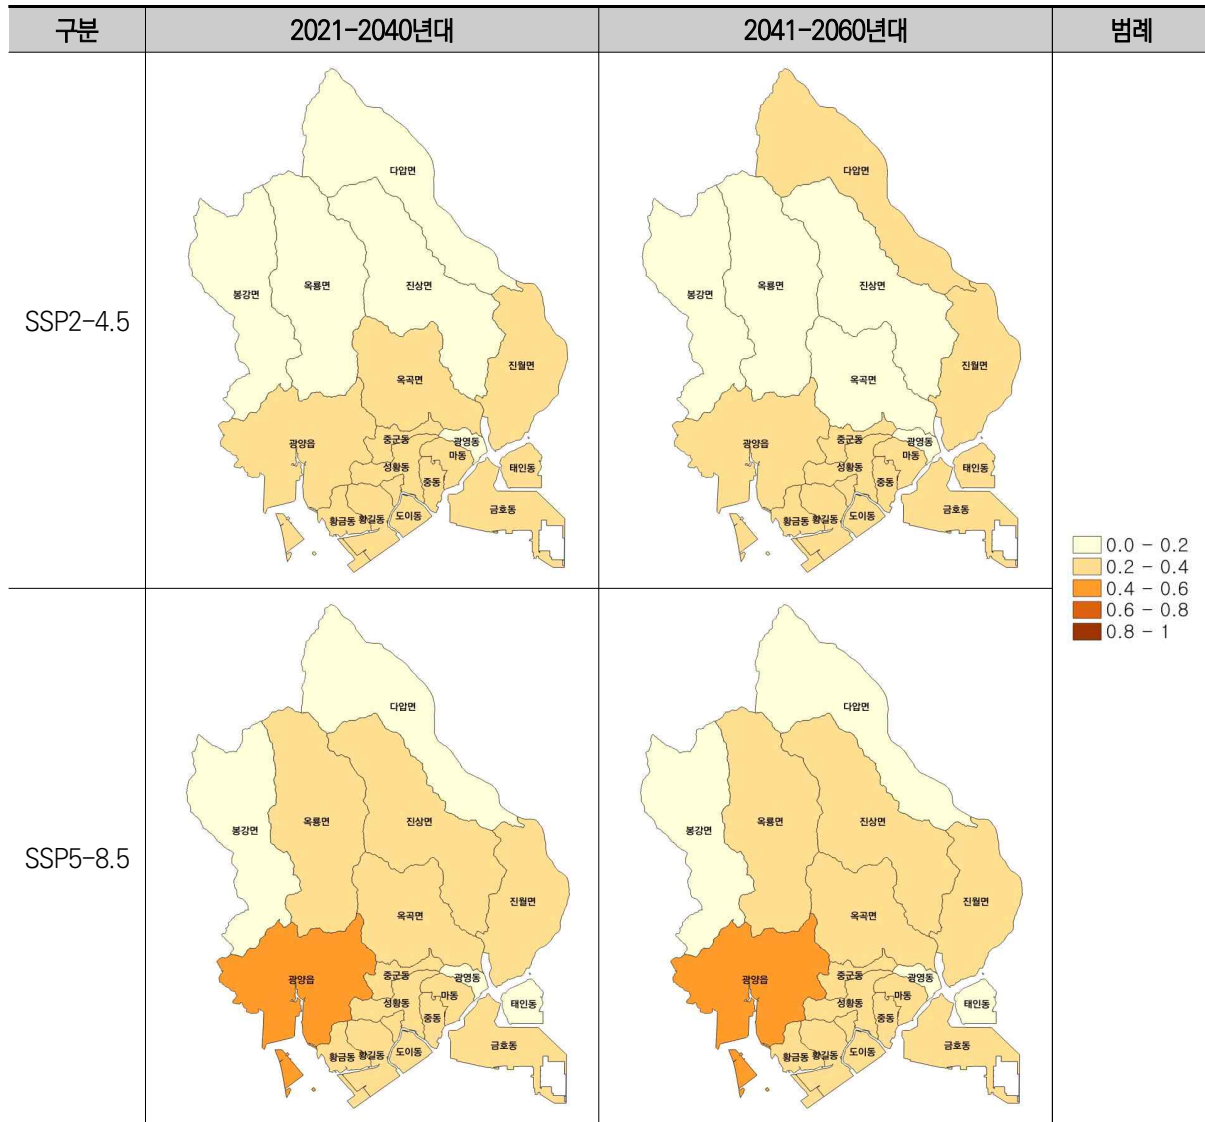 구분 2021-2040년대 2041-2060년대 범례
SSP2-4.5
다압면
봉강면 옥룡면 진상면
진월면
옥곡면
광양읍 중군동 광영동
마동
성황동 태인동
중동
황금동 황길동 도이동 금호동
다압면
봉강면 옥룡면 진상면
진월면
옥곡면
광양읍 중군동 광영동
마동
성황동 태인동
중동
황금동 황길동 도이동 금호동
0.0 - 0.2
0.2 - 0.4
0.4 - 0.6
0.6 - 0.8
0.8 - 1
SSP5-8.5
다압면
봉강면 옥룡면 진상면
진월면
옥곡면
광양읍 중군동 광영동
마동
성황동 태인동
중동
황금동 황길동 도이동 금호동
다압면
봉강면 옥룡면 진상면
진월면
옥곡면
광양읍 중군동 광영동
마동
성황동 태인동
중동
황금동 황길동 도이동 금호동